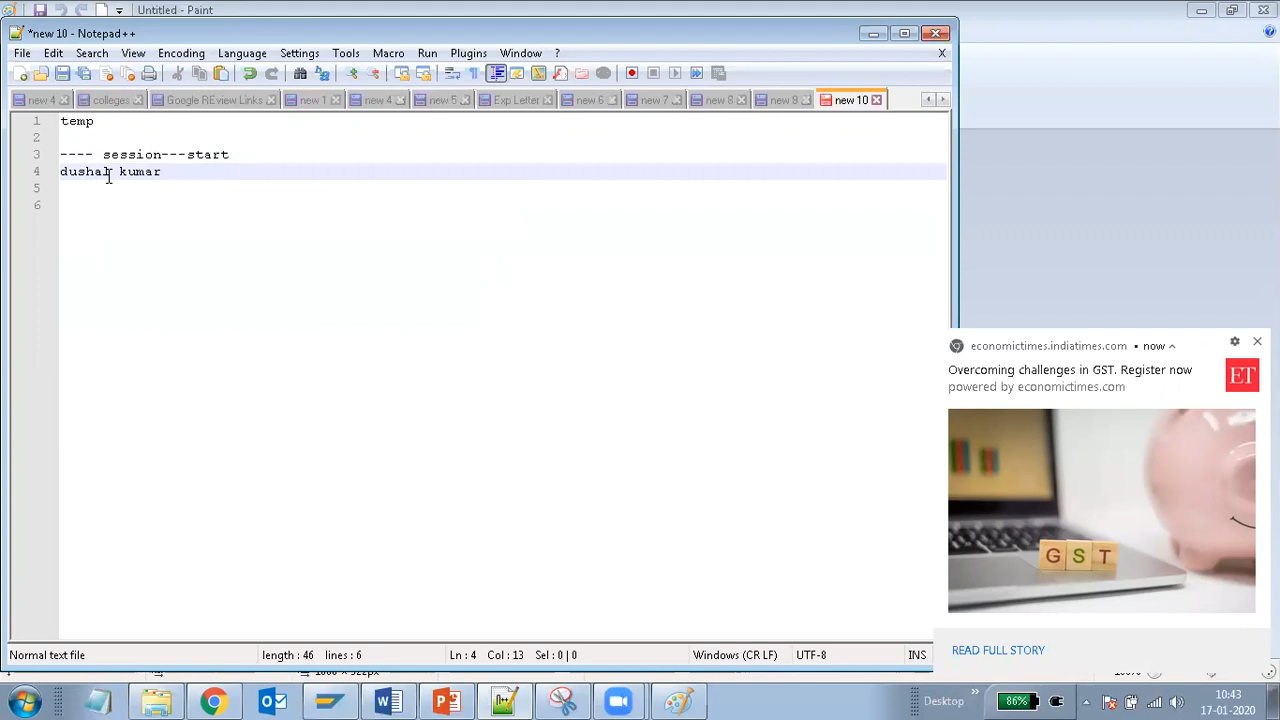 Untitled - Paint
*new 10 - Notepad++
File Edit Search View Encoding Language Settings Tools Macro Run Plugins Window ? X
new 4 colleges Google REview Links new 1 new 4 new 5 Exp Letter new 6 new 7 new 8 new 9 new 10
1 temp
2
3 ---- session---start
4 dushal kumar
5
6
economictimes.indiatimes.com • now
Overcoming challenges in GST. Register now
powered by economictimes.com
ET
G S T
READ FULL STORY
Normal text file length : 46 lines : 6 Ln : 4 Col : 13 Sel : 0 | 0 Windows (CR LF) UTF-8 INS
Desktop » 86% 10:43
17-01-2020